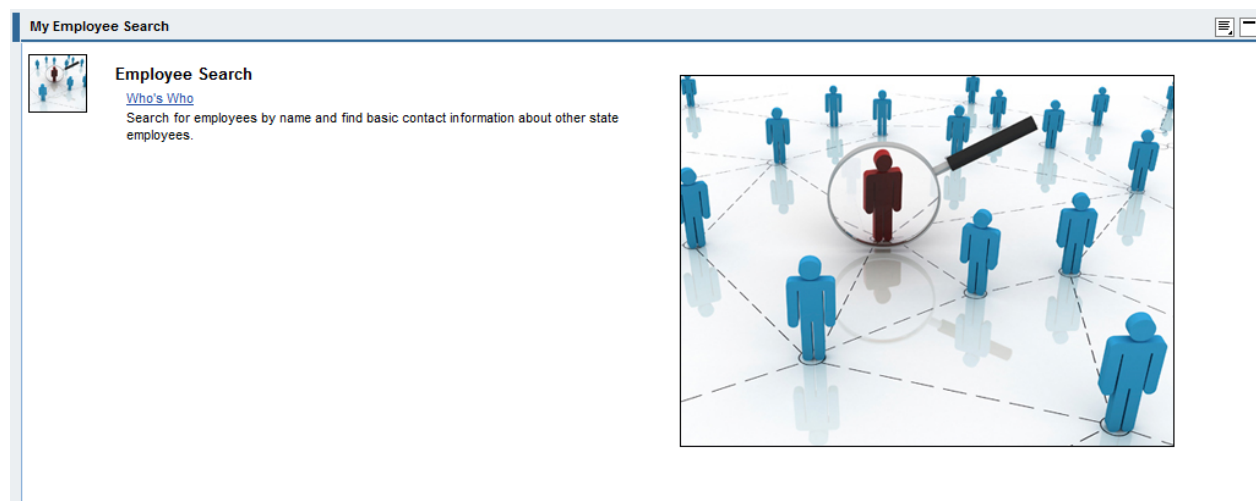 My Employee Search
Employee Search
Who's Who
Search for employees by name and find basic contact information about other state
employees.